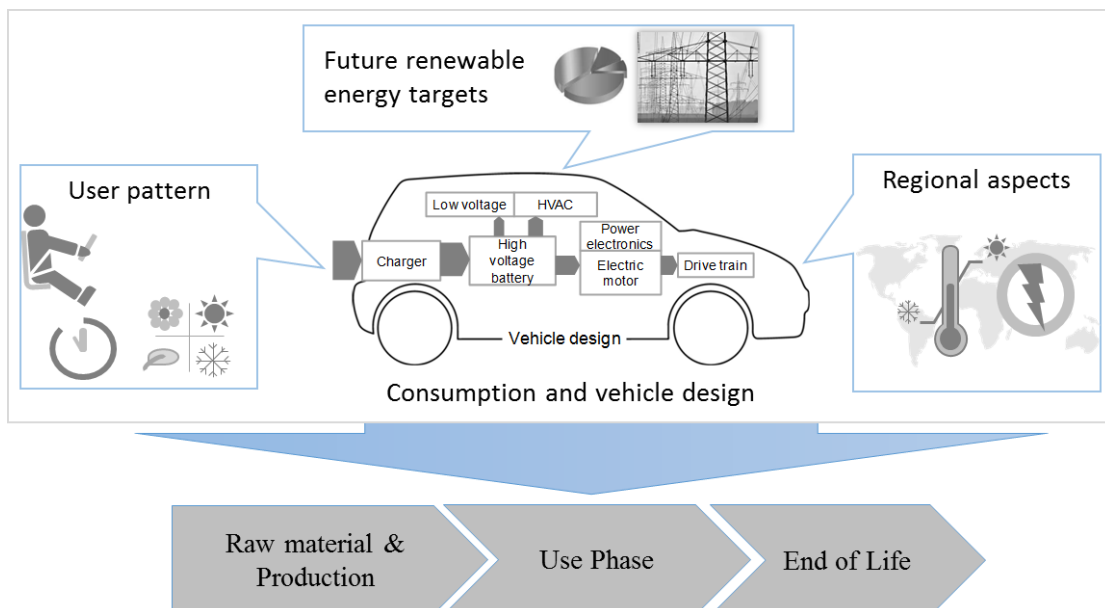 Future renewable
energy targets
User pattern
Regional aspects
Low voltage
HVAC
Charger
High
voltage
battery
Power
electronics
Electric
motor
Drive train
Vehicle design
Consumption and vehicle design
Raw material &
Production
Use Phase
End of Life